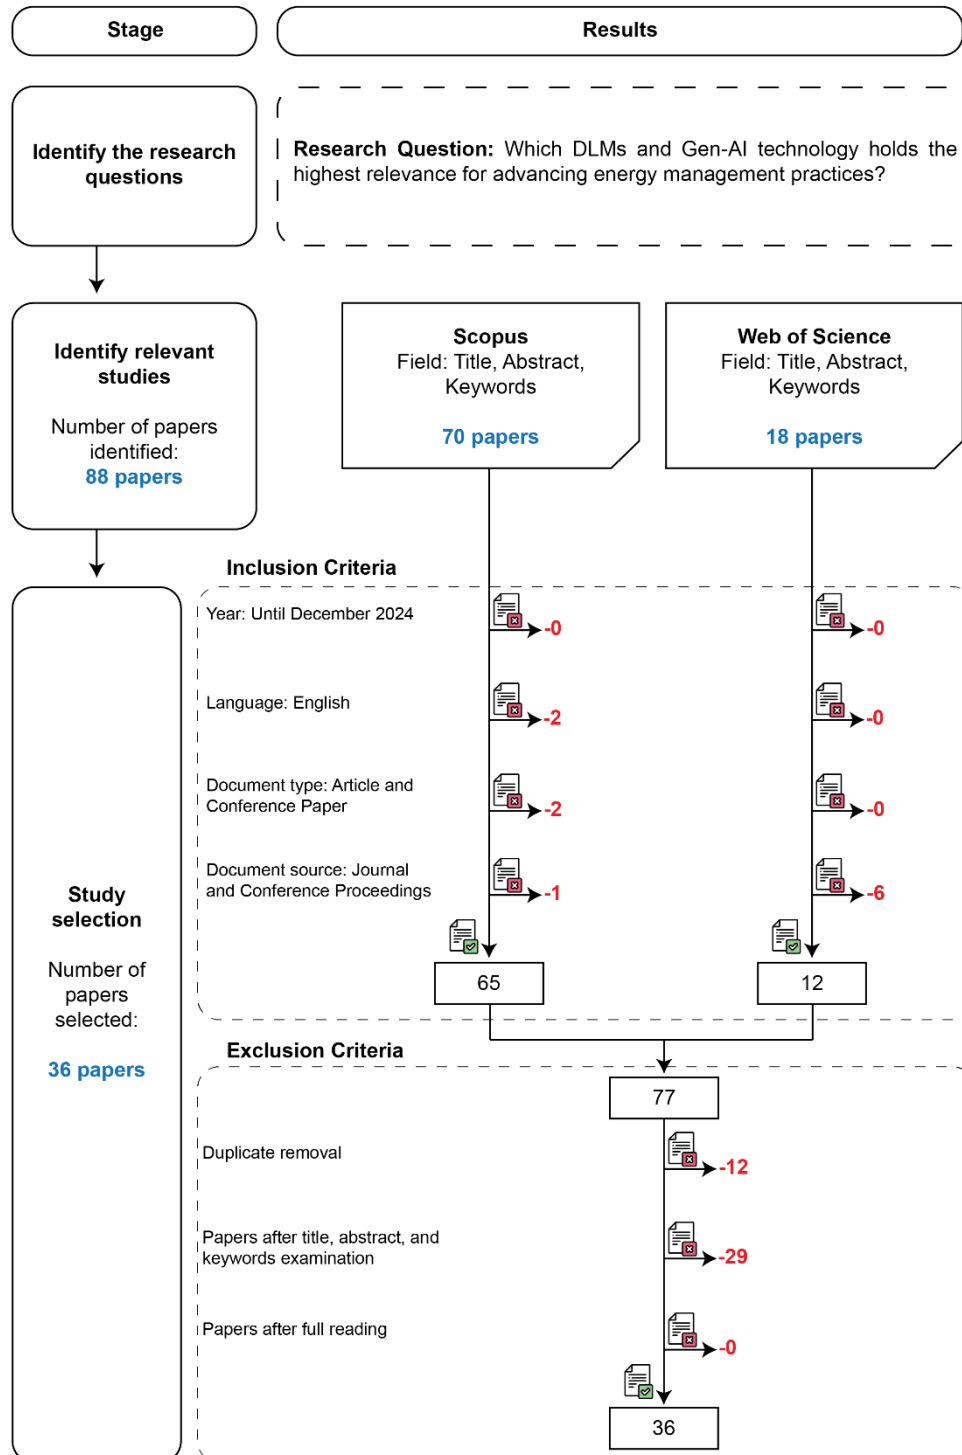 Stage
Results
Identify the research
questions
Research Question: Which DLMs and Gen-AI technology holds the
highest relevance for advancing energy management practices?
Identify relevant
studies
Number of papers
identified:
88 papers
Scopus
Field: Title, Abstract,
Keywords
70 papers
Web of Science
Field: Title, Abstract,
Keywords
18 papers
Inclusion Criteria
Year: Until December 2024
-0
-0
Language: English
-2
-0
Document type: Article and
Conference Paper
-2
-0
Document source: Journal
and Conference Proceedings
-1
-6
65
12
Study
selection
Number of
papers
selected:
36 papers
Exclusion Criteria
77
Duplicate removal
-12
Papers after title, abstract, and
keywords examination
-29
Papers after full reading
-0
36